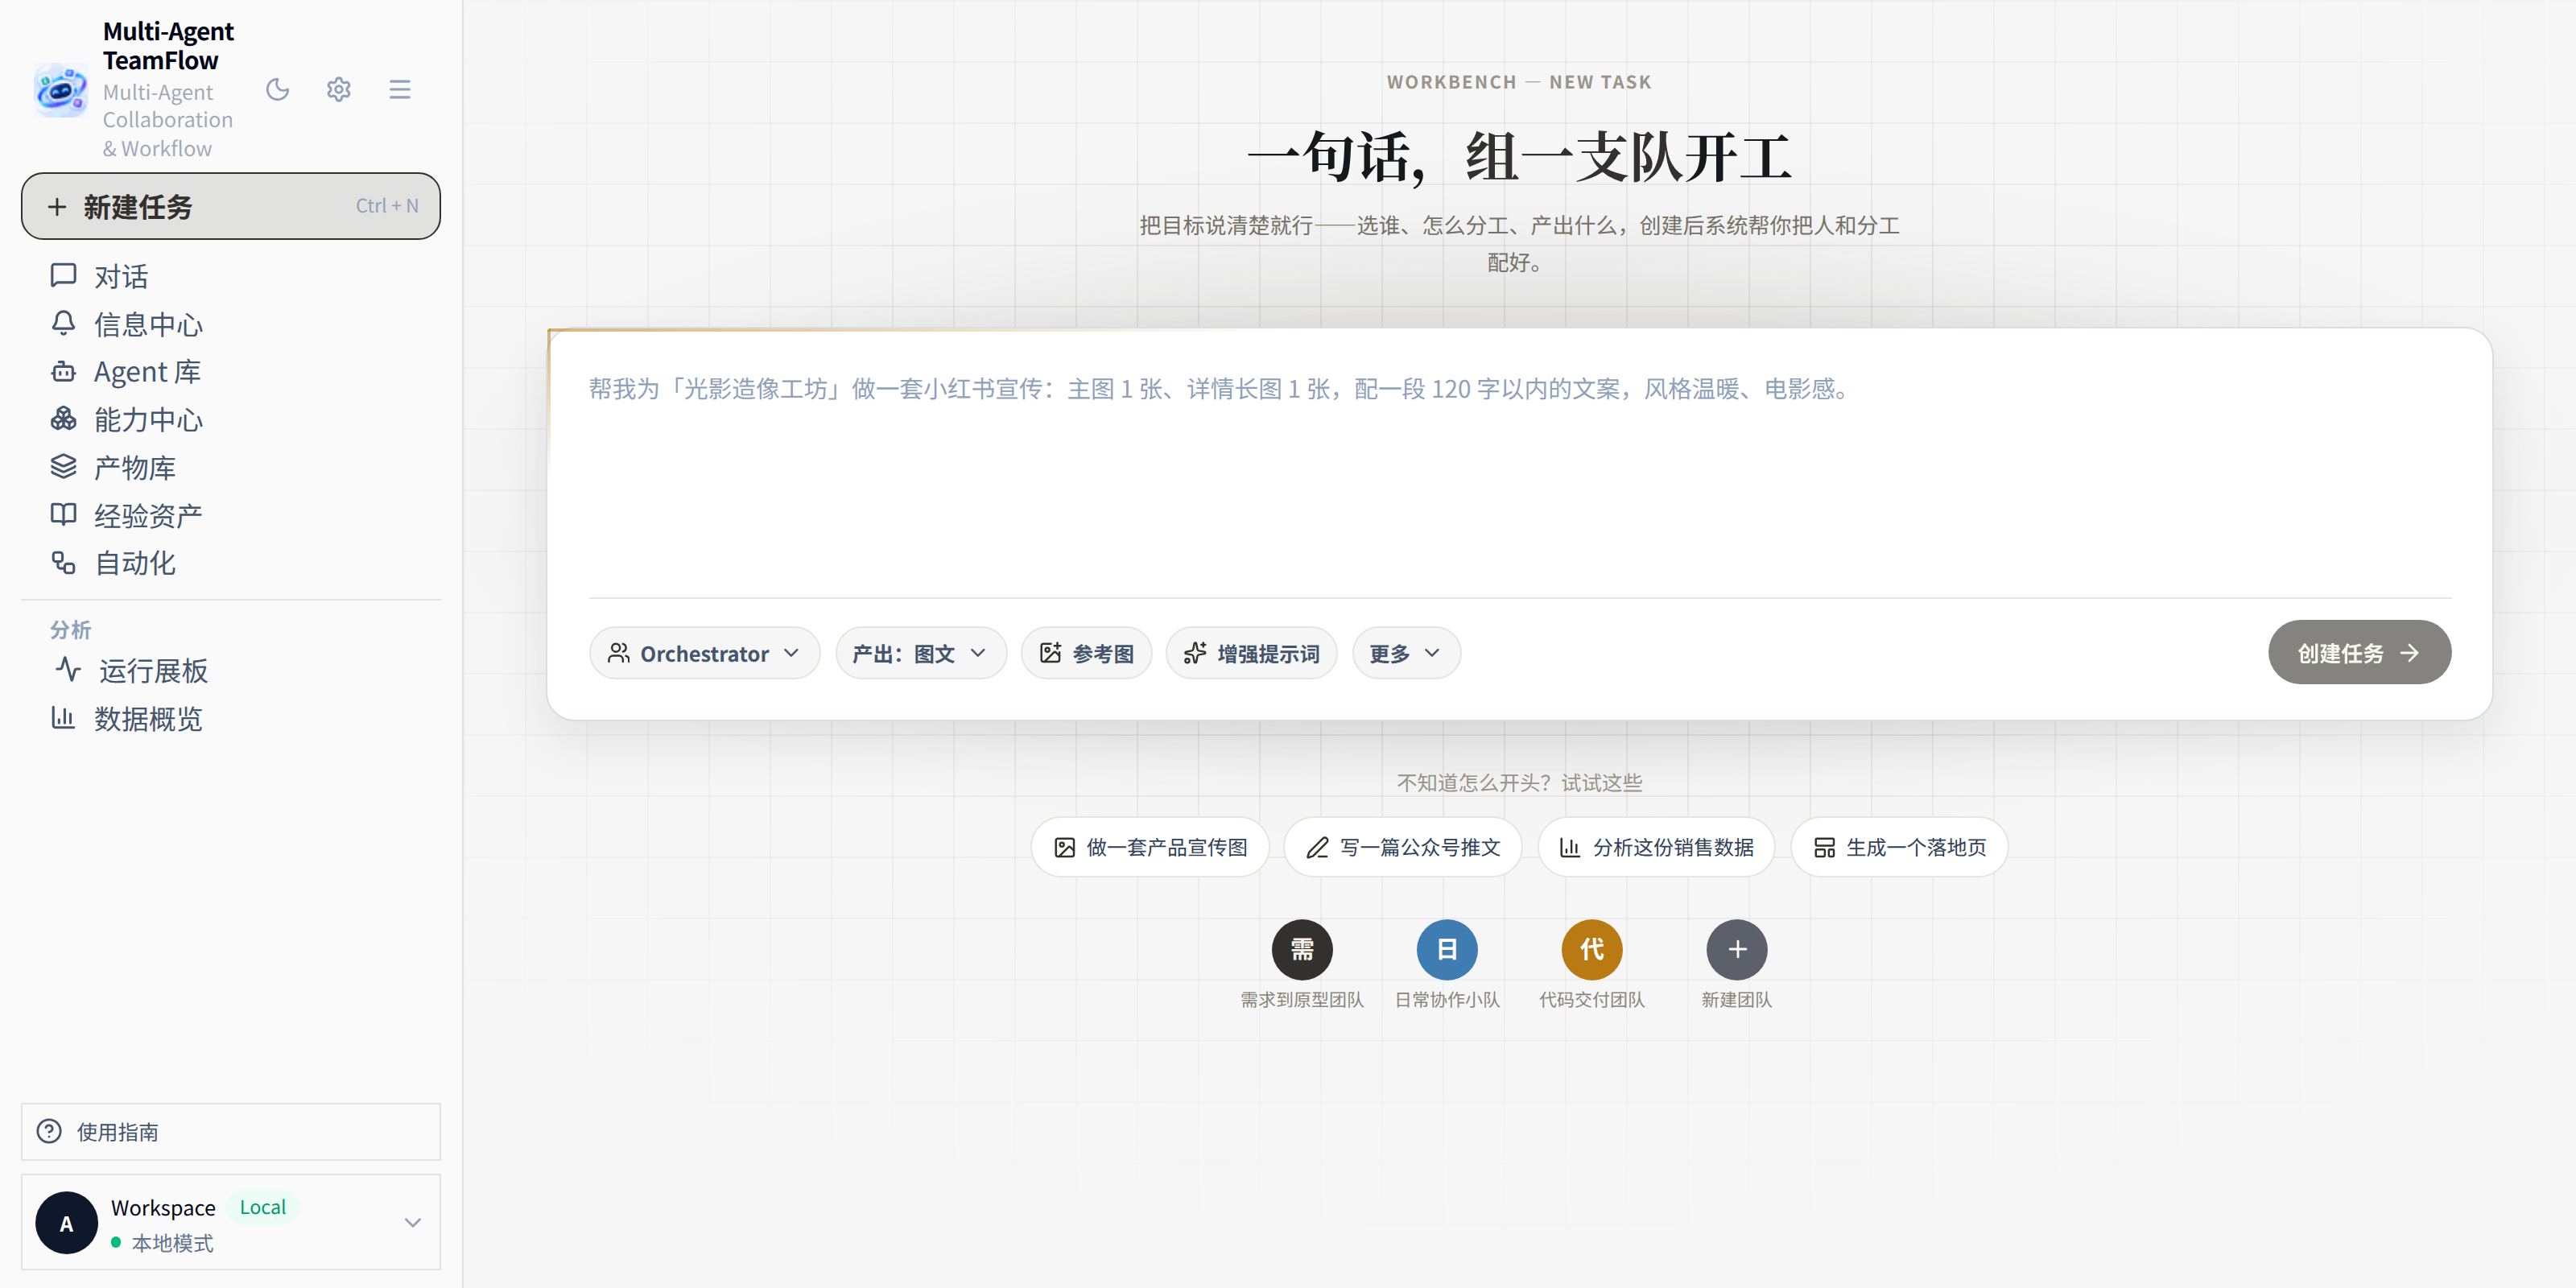 Multi-Agent
TeamFlow
Multi-Agent
Collaboration
& Workflow
新建任务
Ctrl + N
对话
信息中心
Agent 库
能力中心
产物库
经验资产
自动化
分析
运行展板
数据概览
使用指南
A
Workspace
Local
本地模式
WORKBENCH — NEW TASK
一句话，组一支队开工
把目标说清楚就行——选谁、怎么分工、产出什么，创建后系统帮你把人和分工
配好。
帮我为「光影造像工坊」做一套小红书宣传：主图 1 张、详情长图 1 张，配一段 120 字以内的文案，风格温暖、电影感。
Orchestrator
产出：图文
参考图
增强提示词
更多
创建任务
不知道怎么开头？试试这些
做一套产品宣传图
写一篇公众号推文
分析这份销售数据
生成一个落地页
需
日
代
需求到原型团队
日常协作小队
代码交付团队
新建团队